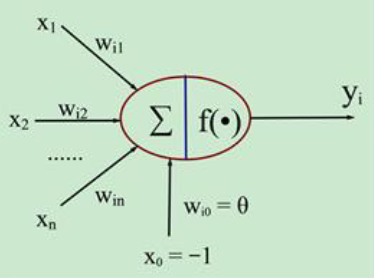 x₁
wᵢ₁
x₂ wᵢ₂ ∑ f(•) yᵢ
......
xₙ wᵢₙ
wᵢ₀ = θ
x₀ = −1